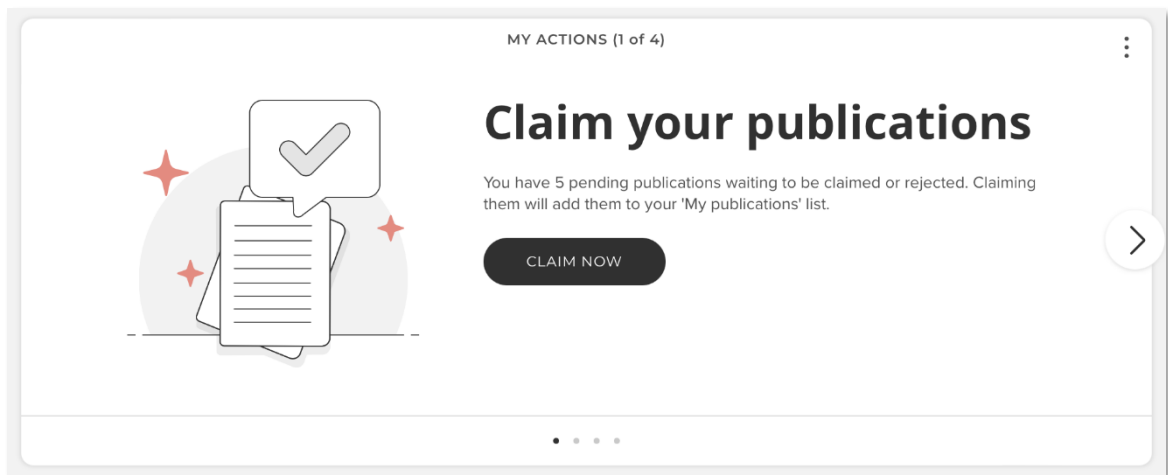 MY ACTIONS (1 of 4)
Claim your publications
You have 5 pending publications waiting to be claimed or rejected. Claiming
them will add them to your 'My publications' list.
CLAIM NOW